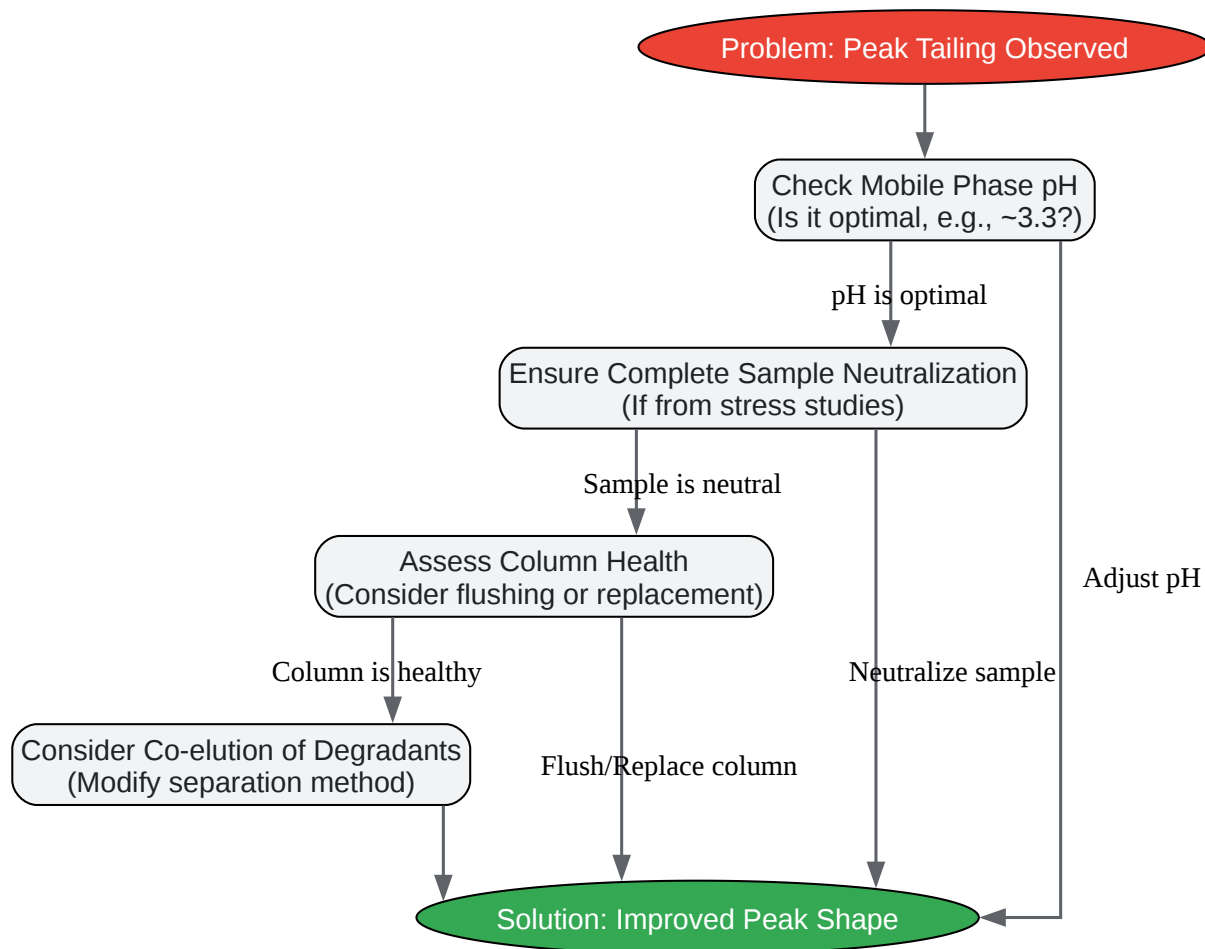 Problem: Peak Tailing Observed
Check Mobile Phase pH
(Is it optimal, e.g., ~3.3?)
pH is optimal
Ensure Complete Sample Neutralization
(If from stress studies)
Sample is neutral
Assess Column Health
(Consider flushing or replacement)
Adjust pH
Column is healthy
Neutralize sample
Consider Co-elution of Degradants
(Modify separation method)
Flush/Replace column
Solution: Improved Peak Shape